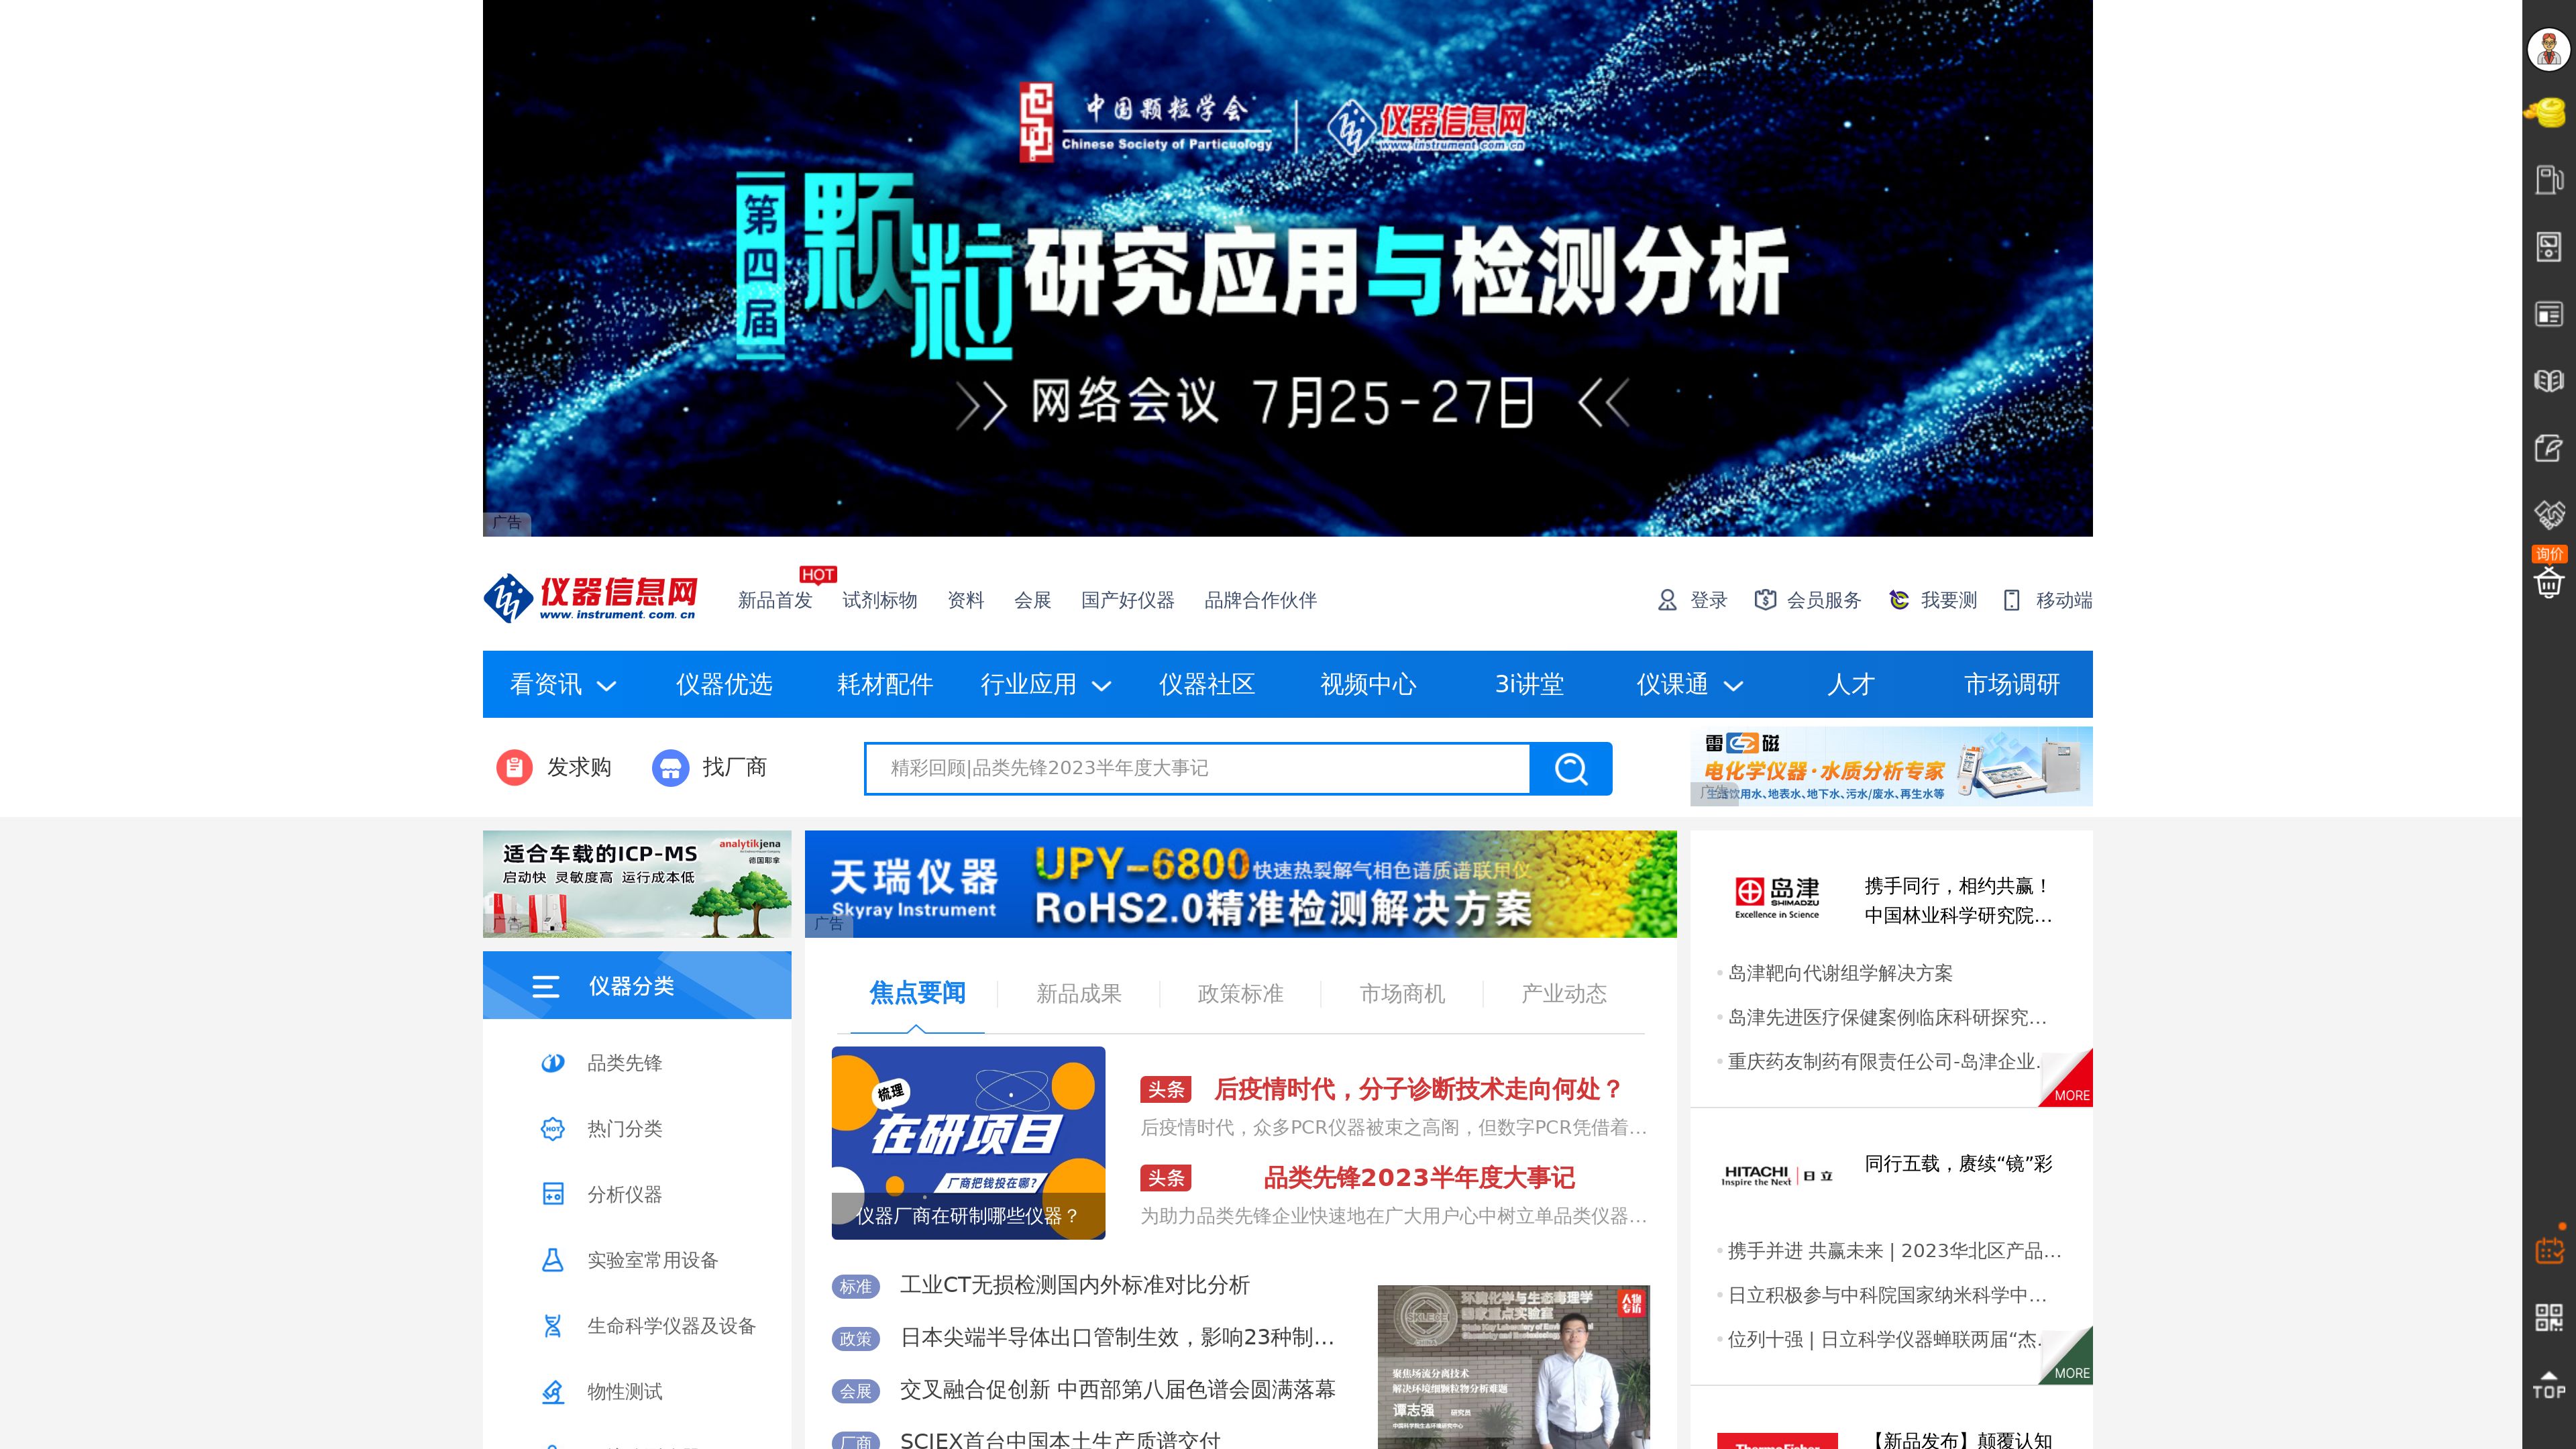 中国颗粒学会
Chinese Society of Particuology
仪器信息网
www.instrument.com.cn
第四届
颗粒研究应用与检测分析
网络会议 7月25-27日
广告
仪器信息网
www.instrument.com.cn
HOT
新品首发
试剂标物
资料
会展
国产好仪器
品牌合作伙伴
登录
会员服务
我要测
移动端
询价
看资讯
仪器优选
耗材配件
行业应用
仪器社区
视频中心
3i讲堂
仪课通
人才
市场调研
发求购
找厂商
精彩回顾|品类先锋2023半年度大事记
雷磁
电化学仪器·水质分析专家
生活饮用水、地表水、地下水、污水/废水、再生水等
广告
适合车载的ICP-MS
启动快 灵敏度高 运行成本低
analytikjena
德国耶拿
广告
天瑞仪器
Skyray Instrument
UPY-6800快速热裂解气相色谱质谱联用仪
RoHS2.0精准检测解决方案
广告
仪器分类
品类先锋
热门分类
HOT
分析仪器
实验室常用设备
生命科学仪器及设备
物性测试
焦点要闻
新品成果
政策标准
市场商机
产业动态
梳理
在研项目
厂商把钱投在哪?
仪器厂商在研制哪些仪器？
头条 后疫情时代，分子诊断技术走向何处？
后疫情时代，众多PCR仪器被束之高阁，但数字PCR凭借着...
头条 品类先锋2023半年度大事记
为助力品类先锋企业快速地在广大用户心中树立单品类仪器...
标准 工业CT无损检测国内外标准对比分析
政策 日本尖端半导体出口管制生效，影响23种制...
会展 交叉融合促创新 中西部第八届色谱会圆满落幕
厂商 SCIEX首台中国本土生产质谱交付
环境化学与生态毒理学
国家重点实验室
人物专访
聚焦场流分离技术
解决环境细颗粒物分析难题
谭志强 研究员
中国科学院生态环境研究中心
岛津
SHIMADZU
Excellence in Science
携手同行，相约共赢！
中国林业科学研究院...
岛津靶向代谢组学解决方案
岛津先进医疗保健案例临床科研探究...
重庆药友制药有限责任公司-岛津企业.
MORE
HITACHI
Inspire the Next
日立
同行五载，赓续“镜”彩
携手并进 共赢未来 | 2023华北区产品...
日立积极参与中科院国家纳米科学中...
位列十强 | 日立科学仪器蝉联两届“杰.
MORE
【新品发布】颠覆认知
TOP